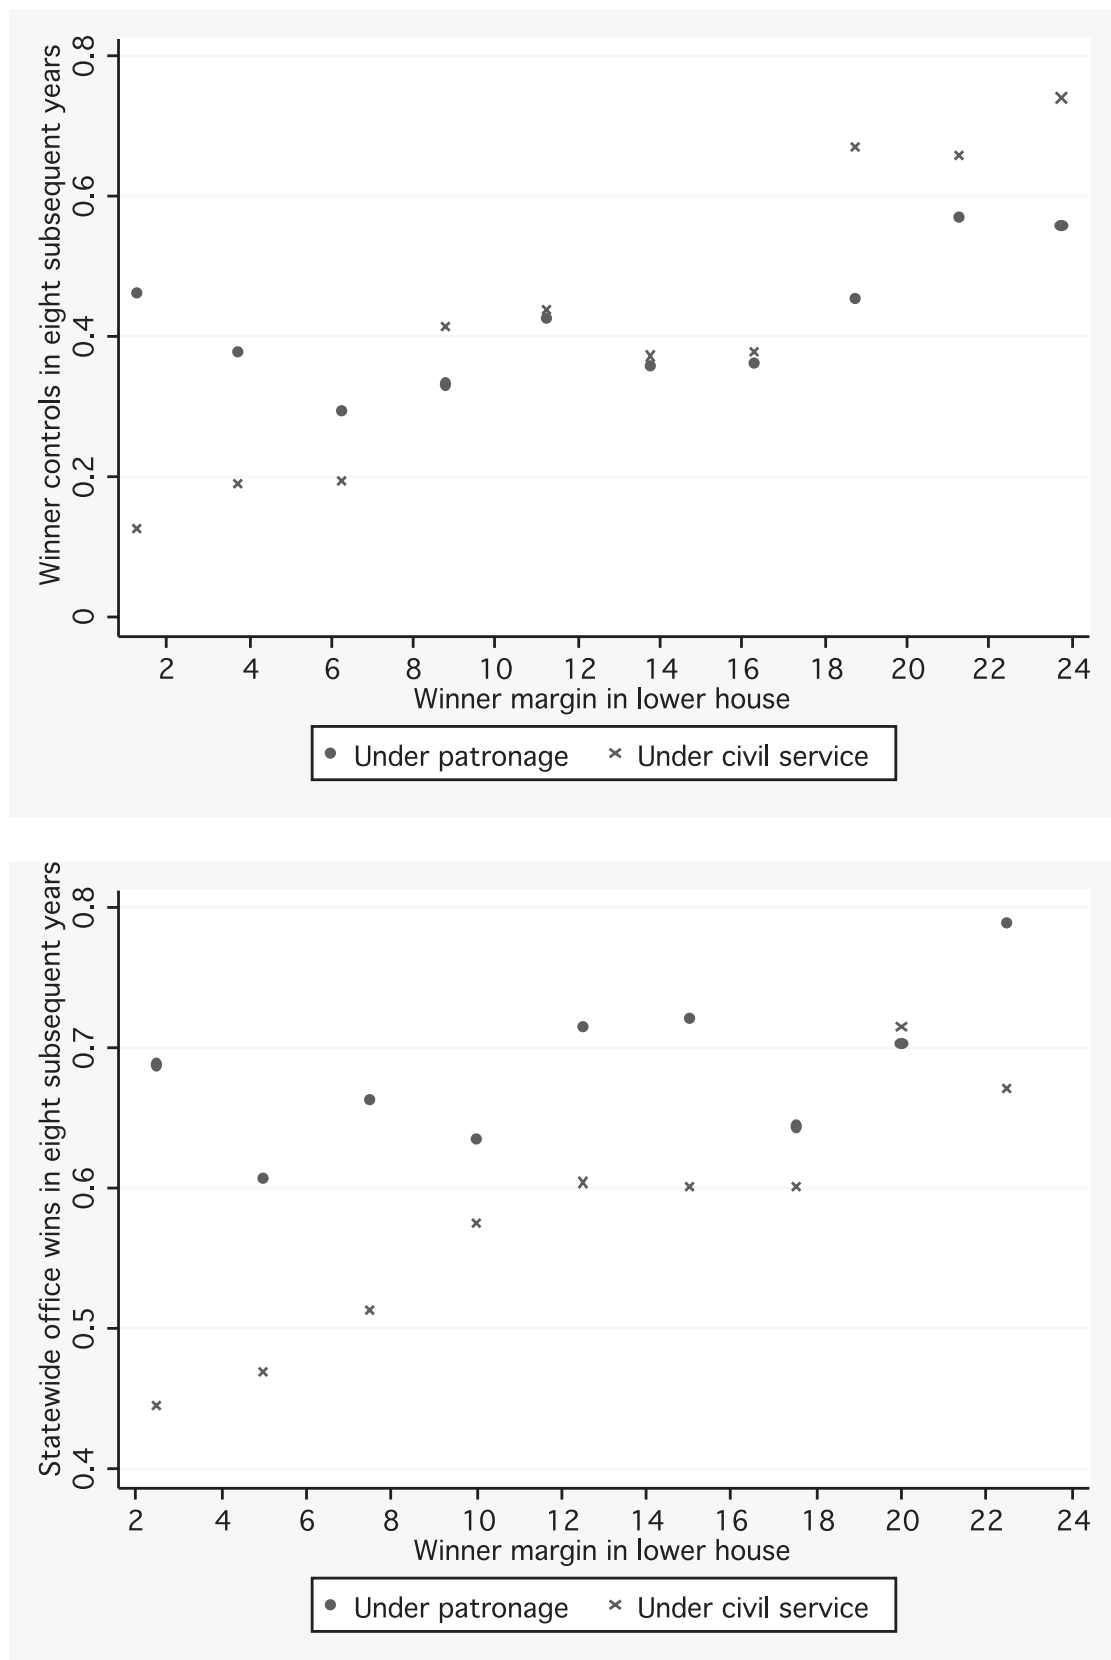 Winner controls in eight subsequent years
0.8
0.6
0.4
0.2
0
2 4 6 8 10 12 14 16 18 20 22 24
Winner margin in lower house
Under patronage Under civil service
Statewide office wins in eight subsequent years
0.8
0.7
0.6
0.5
0.4
2 4 6 8 10 12 14 16 18 20 22 24
Winner margin in lower house
Under patronage Under civil service